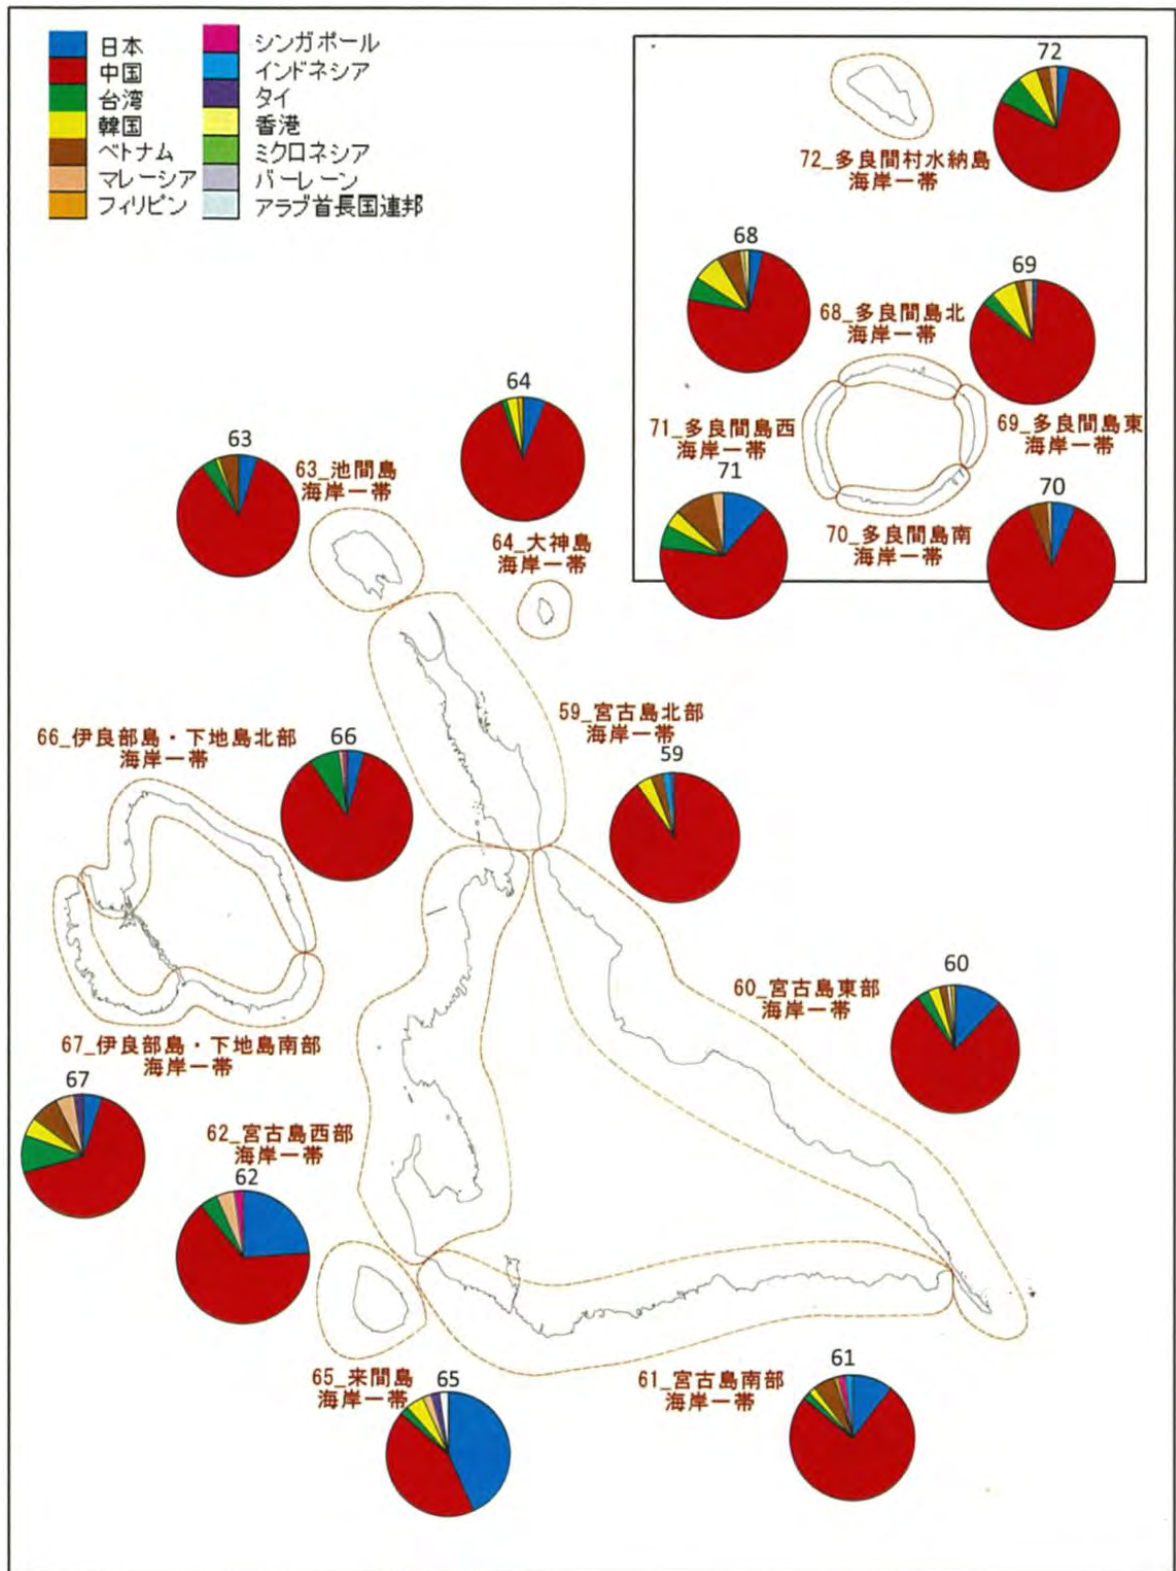 日本
中国
台湾
韓国
ベトナム
マレーシア
フィリピン
シンガポール
インドネシア
タイ
香港
ミクロネシア
バーレーン
アラブ首長国連邦
72
72_多良間村水納島
海岸一帯
68
69
68_多良間島北
海岸一帯
71_多良間島西
海岸一帯
71
69_多良間島東
海岸一帯
70
70_多良間島南
海岸一帯
64
63
63_池間島
海岸一帯
64_大神島
海岸一帯
59_宮古島北部
海岸一帯
59
66_伊良部島・下地島北部
海岸一帯
66
60
60_宮古島東部
海岸一帯
67_伊良部島・下地島南部
海岸一帯
67
62_宮古島西部
海岸一帯
62
65_来間島
海岸一帯
65
61_宮古島南部
海岸一帯
61